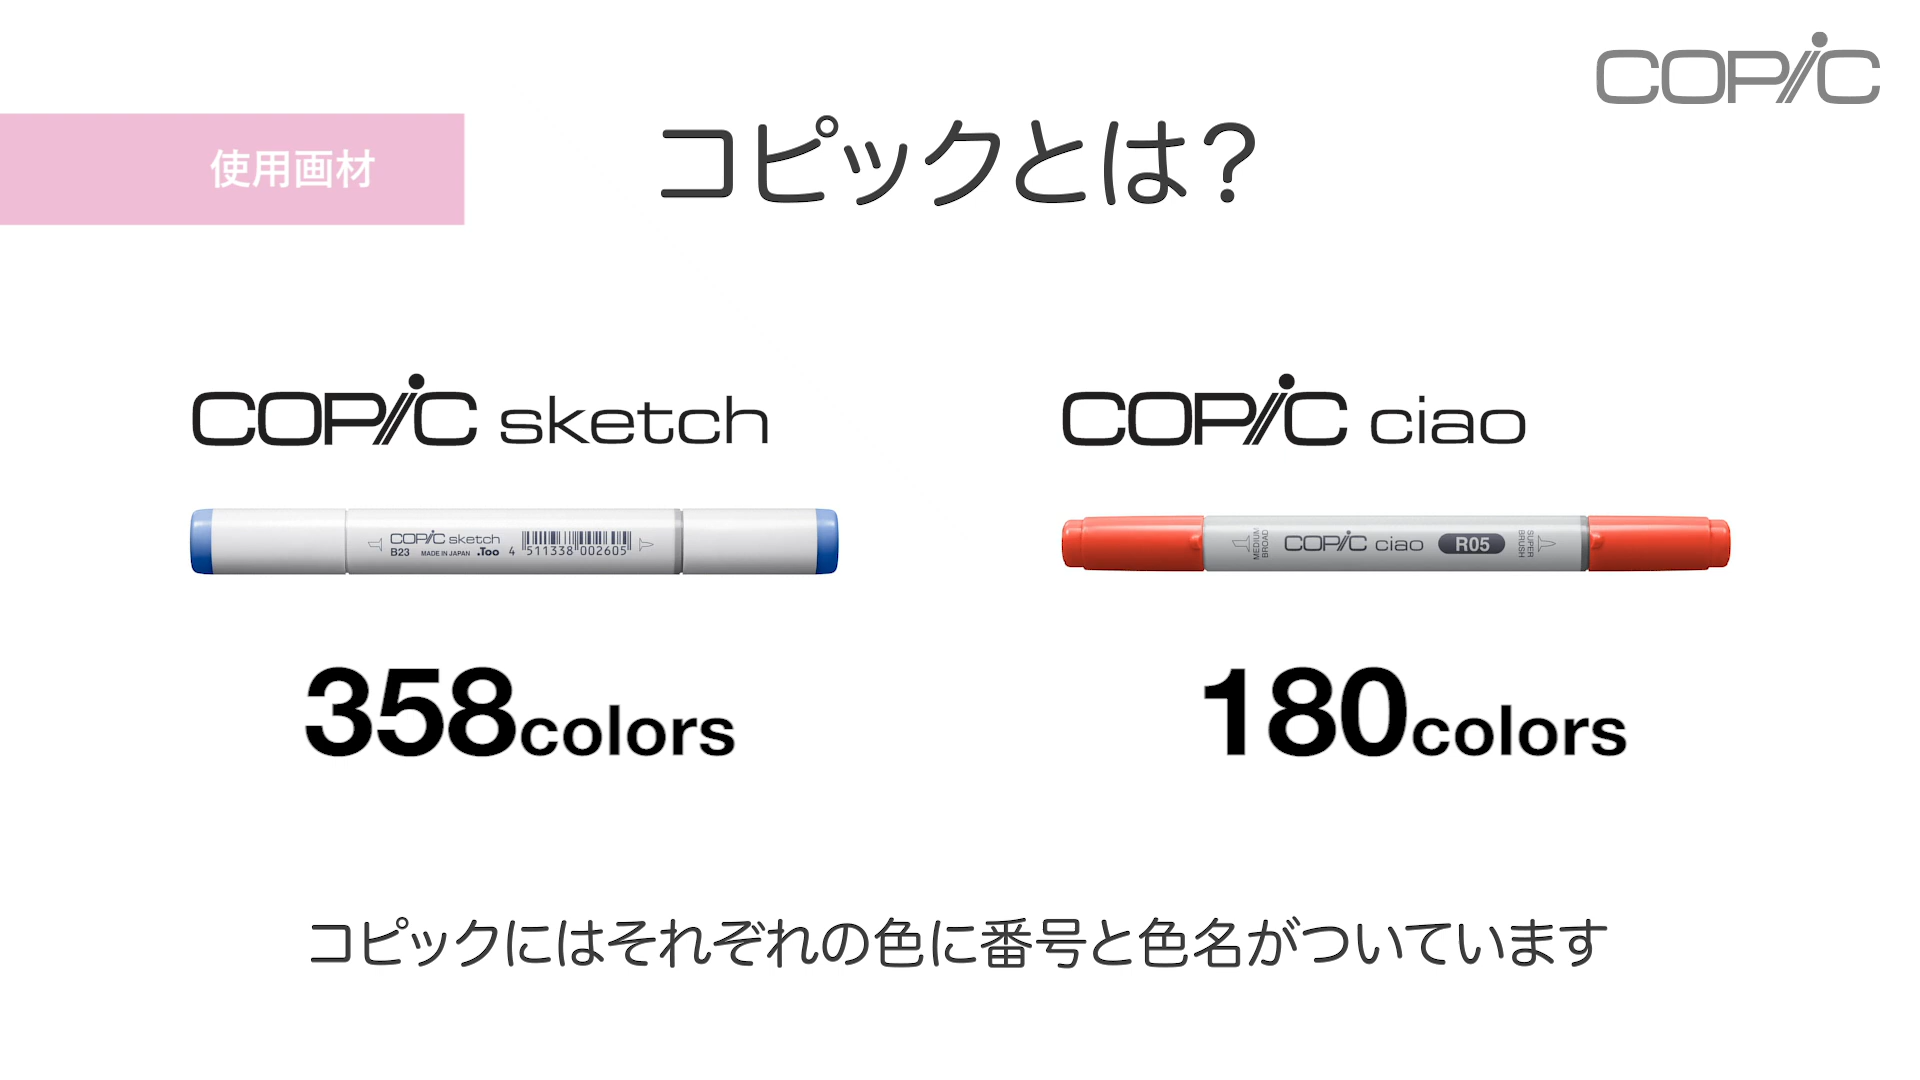 COPiC
使用画材
コピックとは？
COPiC sketch
COPiC ciao
COPiC sketch
B23 MADE IN JAPAN .Too 4 511338 002605
MEDIUM BROAD
COPiC ciao R05
SUPER BRUSH
358colors
180colors
コピックにはそれぞれの色に番号と色名がついています